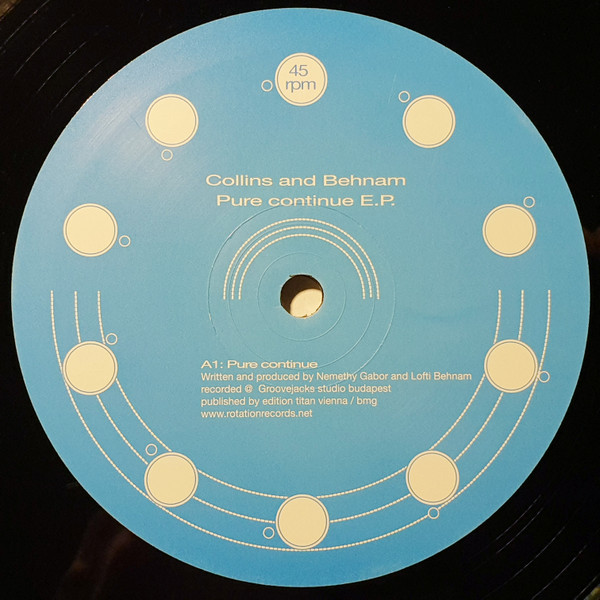 45
rpm
Collins and Behnam
Pure continue E.P.
A1: Pure continue
Written and produced by Nemethy Gabor and Lofti Behnam
recorded @ Groovejacks studio budapest
published by edition titan vienna / bmg
www.rotationrecords.net